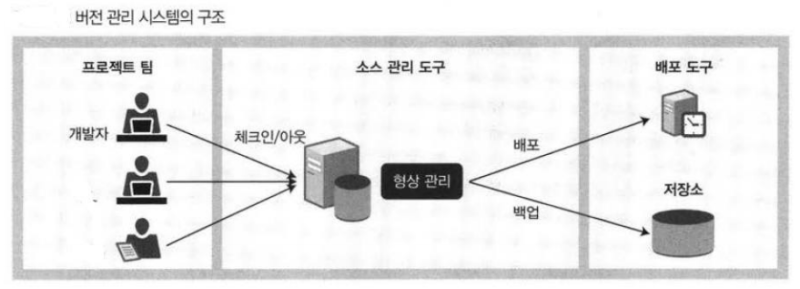 버전 관리 시스템의 구조
프로젝트 팀
소스 관리 도구
배포 도구
개발자
체크인/아웃
형상 관리
배포
백업
저장소